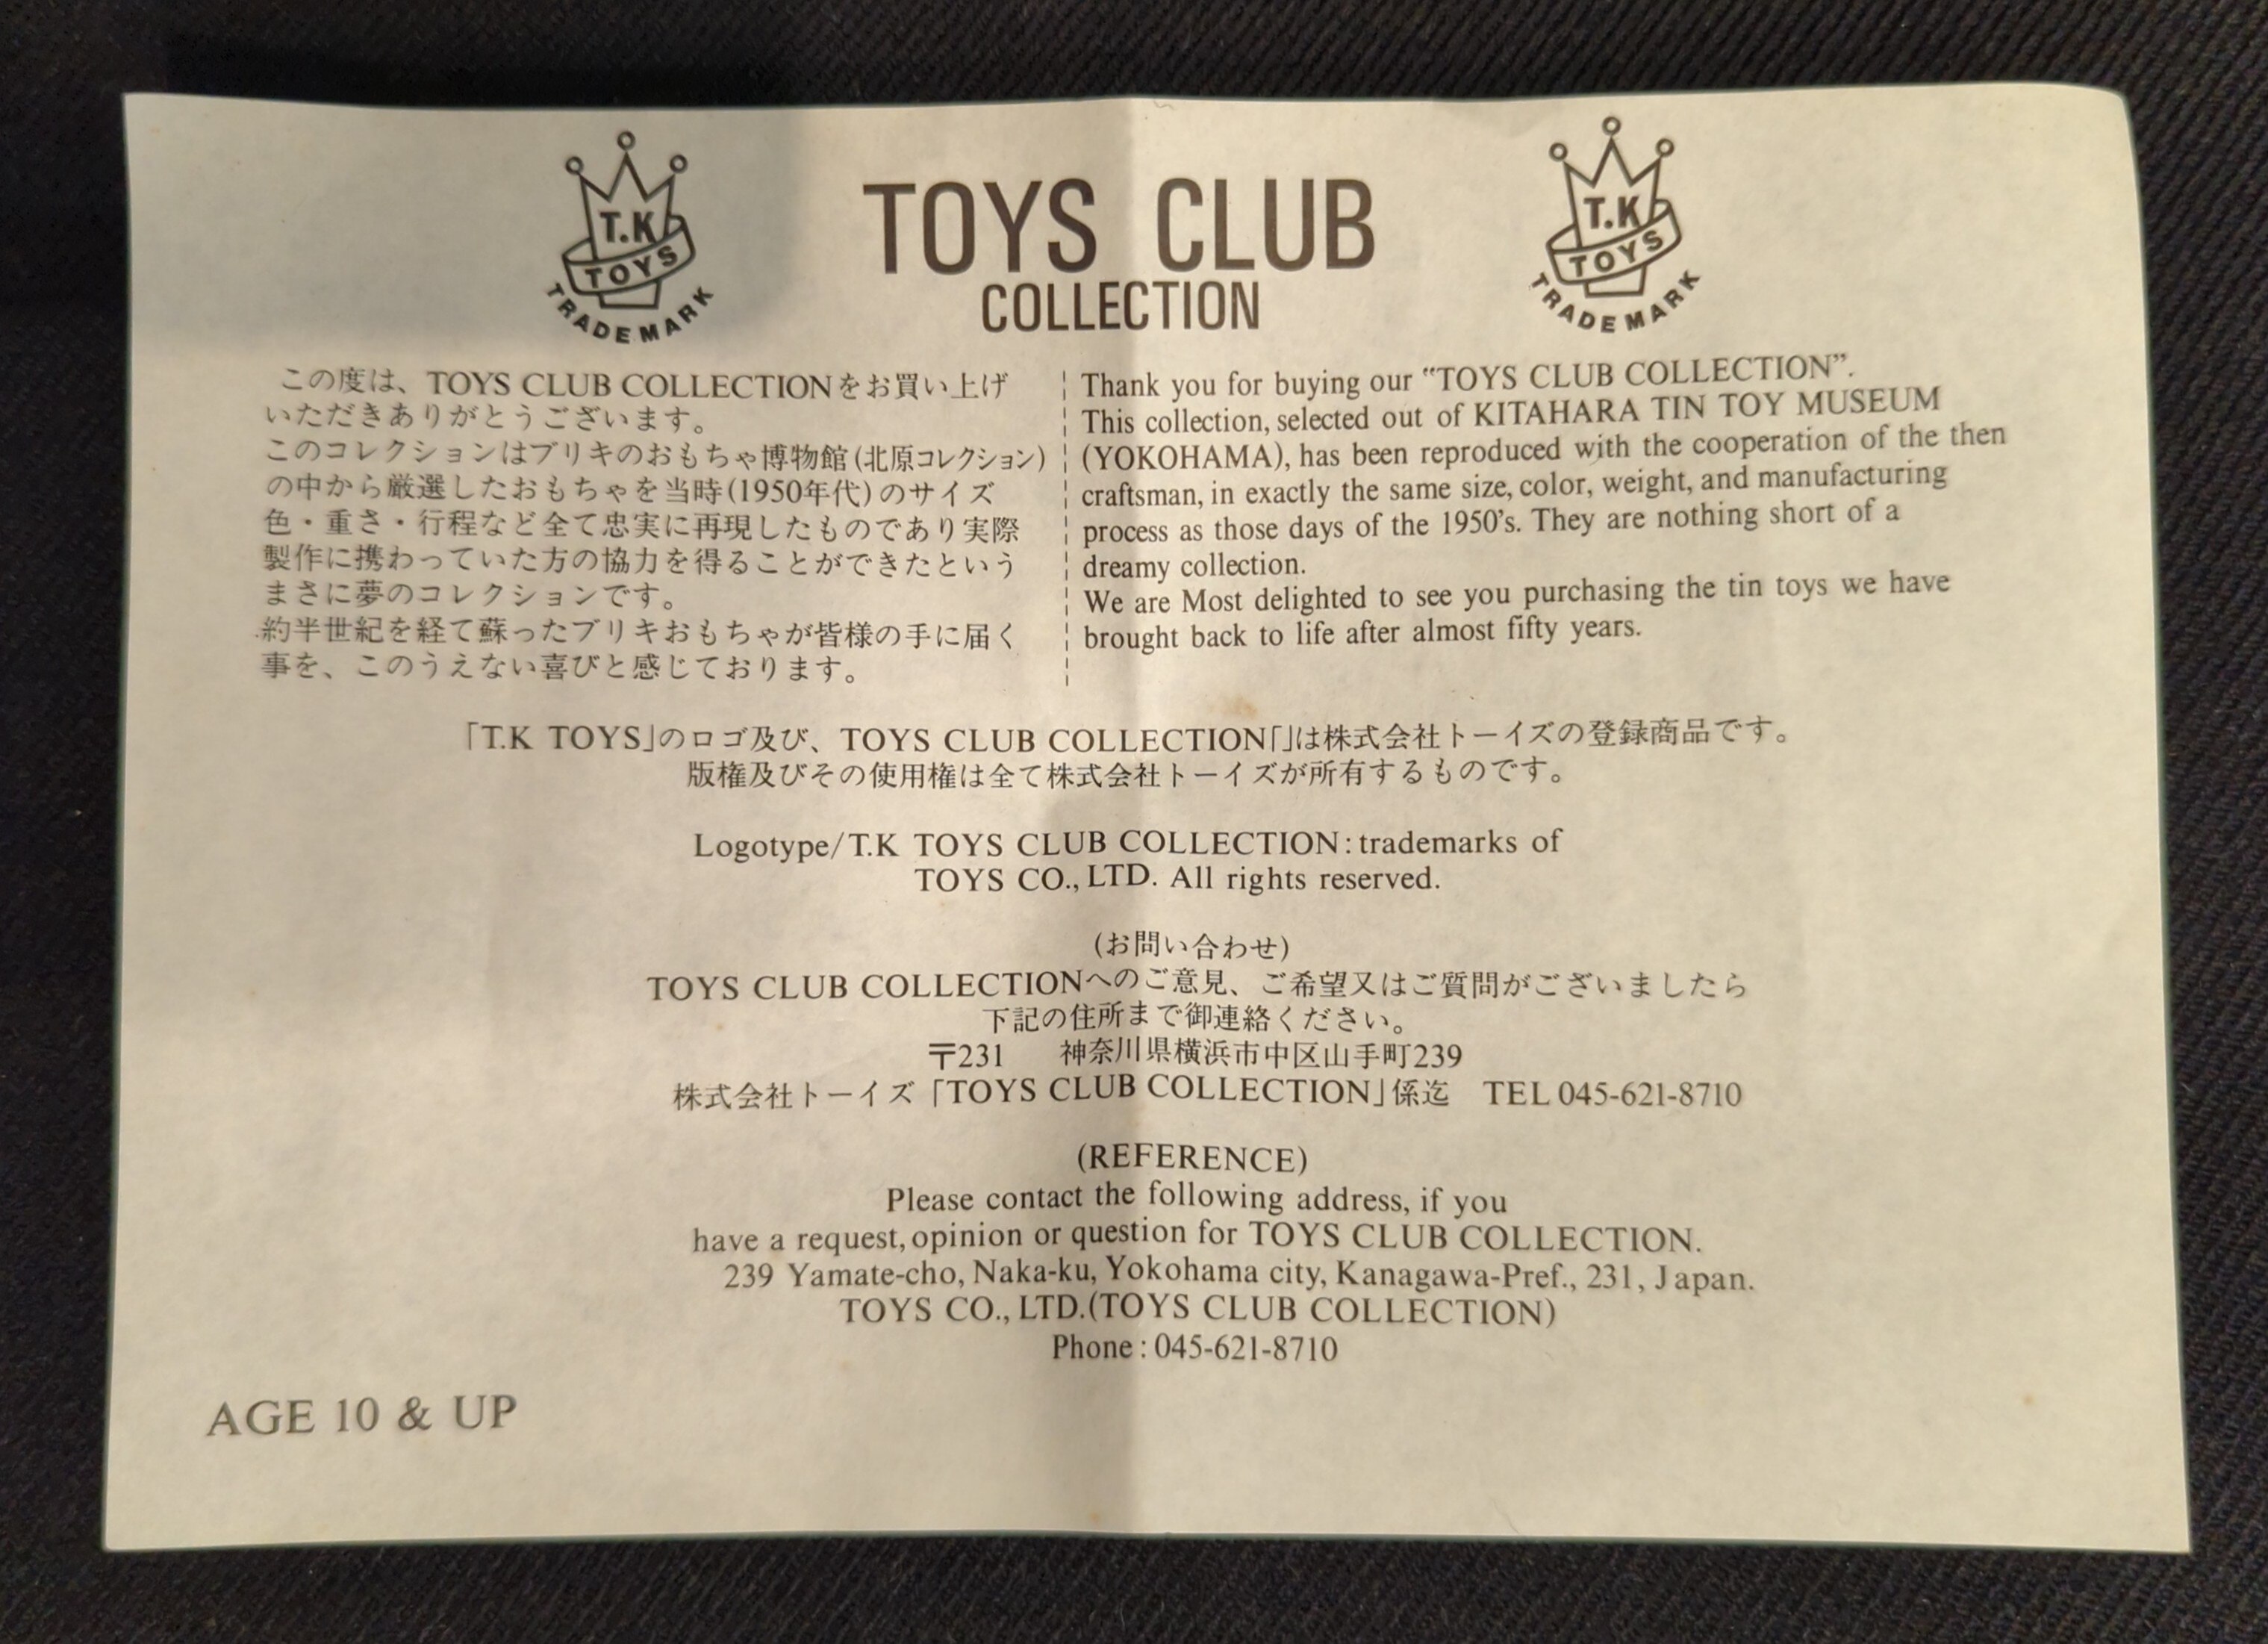 T.K
TOYS
TRADE MARK
TOYS CLUB
COLLECTION
T.K
TOYS
TRADE MARK
この度は、TOYS CLUB COLLECTIONをお買い上げ
いただきありがとうございます。
このコレクションはブリキのおもちゃ博物館(北原コレクション)
の中から厳選したおもちゃを当時(1950年代)のサイズ
色・重さ・行程など全て忠実に再現したものであり実際
製作に携わっていた方の協力を得ることができたという
まさに夢のコレクションです。
約半世紀を経て蘇ったブリキおもちゃが皆様の手に届く
事を、このうえない喜びと感じております。
Thank you for buying our “TOYS CLUB COLLECTION”.
This collection, selected out of KITAHARA TIN TOY MUSEUM
(YOKOHAMA), has been reproduced with the cooperation of the then
craftsman, in exactly the same size, color, weight, and manufacturing
process as those days of the 1950's. They are nothing short of a
dreamy collection.
We are Most delighted to see you purchasing the tin toys we have
brought back to life after almost fifty years.
「T.K TOYS」のロゴ及び、TOYS CLUB COLLECTION「」は株式会社トーイズの登録商品です。
版権及びその使用権は全て株式会社トーイズが所有するものです。
Logotype/T.K TOYS CLUB COLLECTION: trademarks of
TOYS CO., LTD. All rights reserved.
(お問い合わせ)
TOYS CLUB COLLECTIONへのご意見、ご希望又はご質問がございましたら
下記の住所まで御連絡ください。
〒231 神奈川県横浜市中区山手町239
株式会社トーイズ「TOYS CLUB COLLECTION」係迄 TEL 045-621-8710
(REFERENCE)
Please contact the following address, if you
have a request, opinion or question for TOYS CLUB COLLECTION.
239 Yamate-cho, Naka-ku, Yokohama city, Kanagawa-Pref., 231, Japan.
TOYS CO., LTD.(TOYS CLUB COLLECTION)
Phone : 045-621-8710
AGE 10 & UP